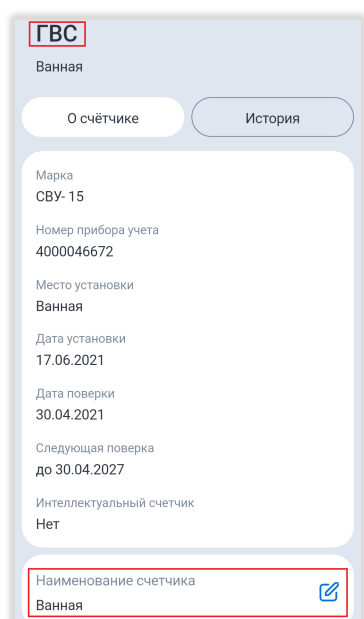 ГВС
Ванная
О счётчике
История
Марка
СВУ- 15
Номер прибора учета
4000046672
Место установки
Ванная
Дата установки
17.06.2021
Дата поверки
30.04.2021
Следующая поверка
до 30.04.2027
Интеллектуальный счетчик
Нет
Наименование счетчика
Ванная